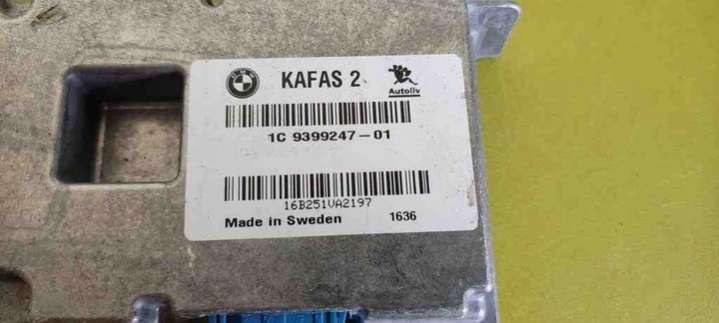 KAFAS 2
Autoliv
1C 9399247-01
16B251VA2197
Made in Sweden
1636